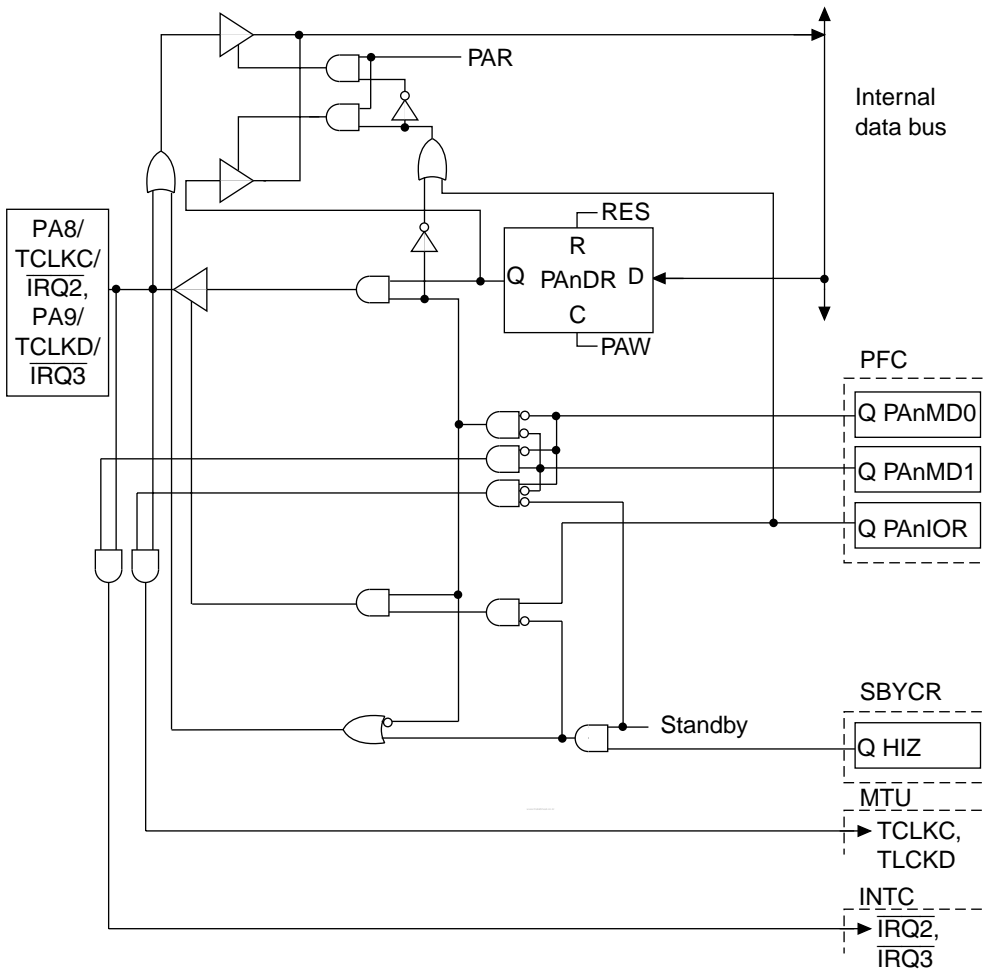 PAR
Internal
data bus
RES
R
Q PAnDR D
C
PAW
PA8/
TCLKC/
IRQ2,
PA9/
TCLKD/
IRQ3
PFC
Q PAnMD0
Q PAnMD1
Q PAnIOR
SBYCR
Standby
Q HIZ
MTU
TCLKC,
TLCKD
INTC
IRQ2,
IRQ3